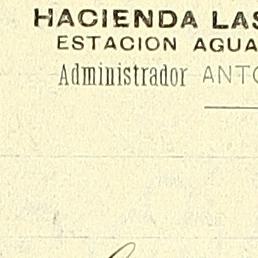 HACIENDA LAS
ESTACION AGUA
Administrador ANTO